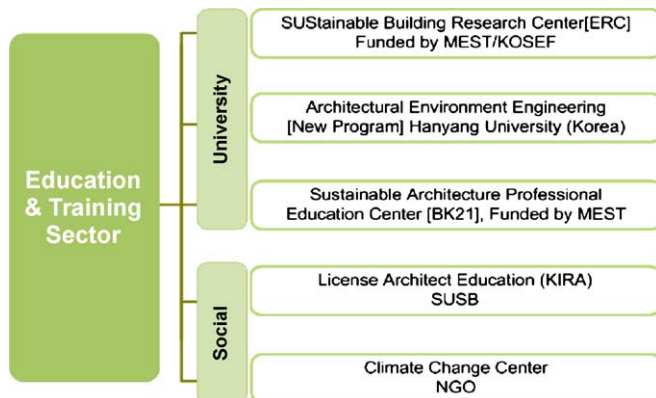 Education
& Training
Sector
University
SUStainable Building Research Center[ERC]
Funded by MEST/KOSEF
Architectural Environment Engineering
[New Program] Hanyang University (Korea)
Sustainable Architecture Professional
Education Center [BK21], Funded by MEST
Social
License Architect Education (KIRA)
SUSB
Climate Change Center
NGO